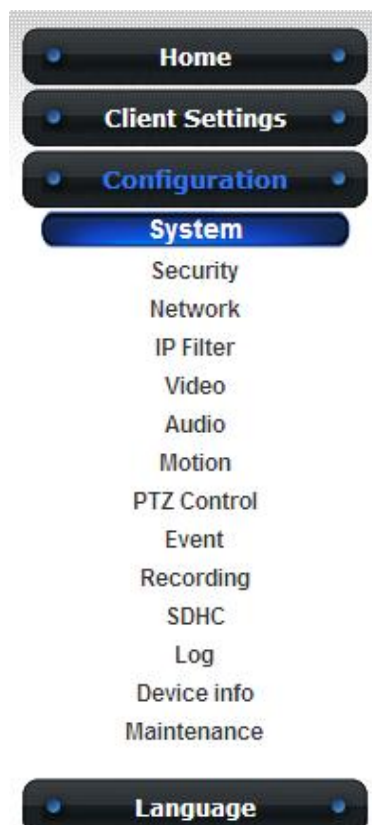 Home
Client Settings
Configuration
System
Security
Network
IP Filter
Video
Audio
Motion
PTZ Control
Event
Recording
SDHC
Log
Device info
Maintenance
Language